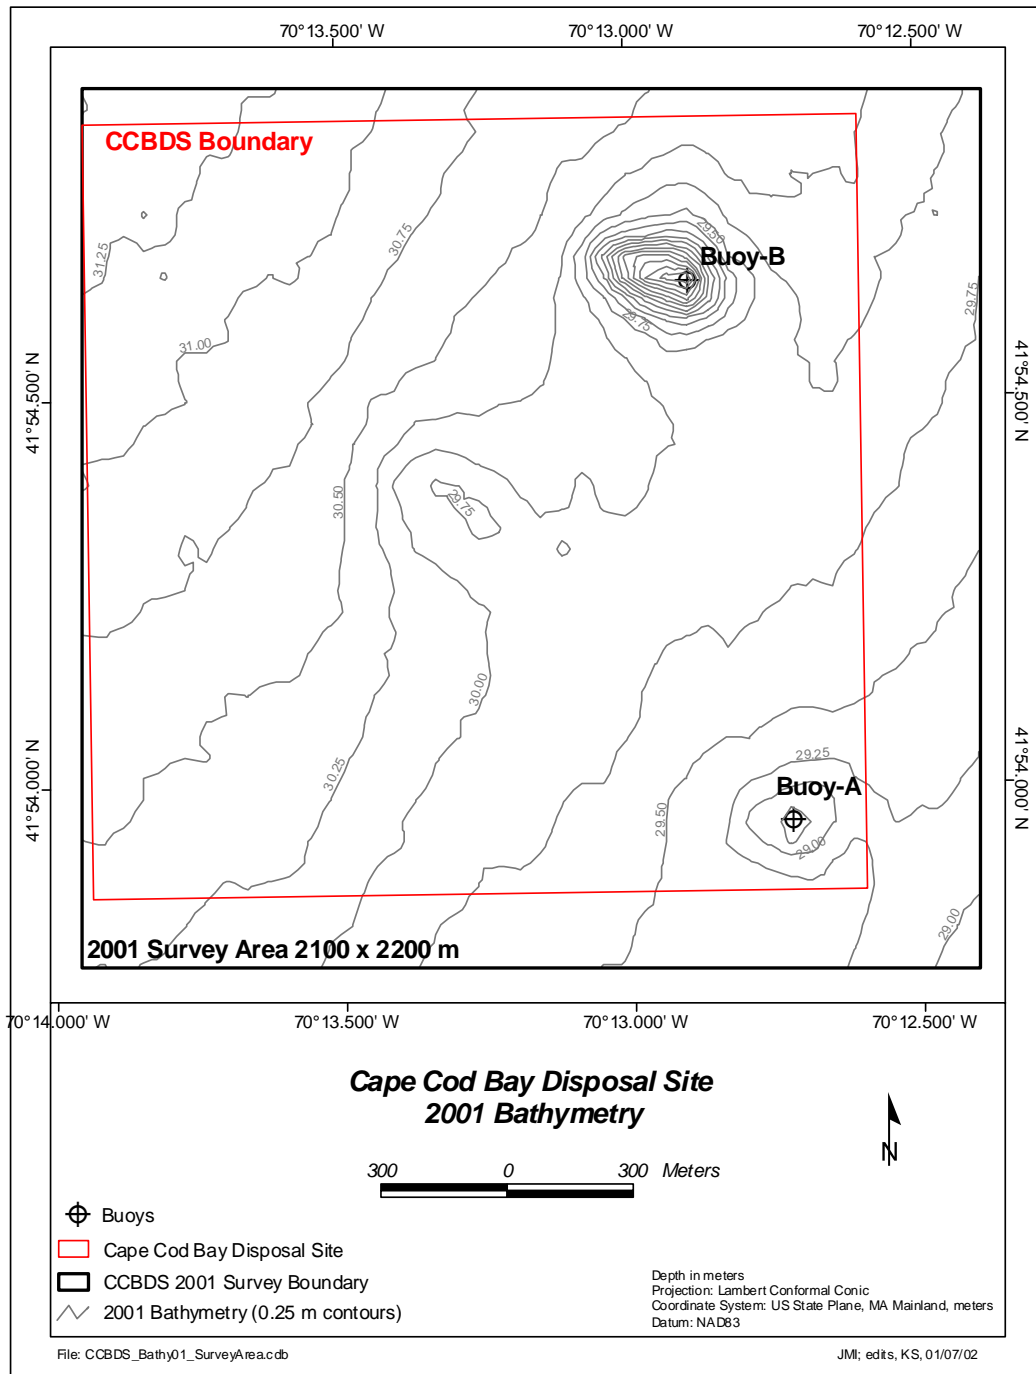 70°13.500' W
70°13.000' W
70°12.500' W
CCBDS Boundary
31.25
30.75
29.50
Buoy-B
29.75
29.75
31.00
41°54.500' N
41°54.500' N
30.50
29.75
30.00
30.25
29.25
Buoy-A
29.50
29.00
41°54.000' N
41°54.000' N
29.00
2001 Survey Area 2100 x 2200 m
70°14.000' W
70°13.500' W
70°13.000' W
70°12.500' W
Cape Cod Bay Disposal Site
2001 Bathymetry
N
300 0 300 Meters
Buoys
Cape Cod Bay Disposal Site
CCBDS 2001 Survey Boundary
2001 Bathymetry (0.25 m contours)
Depth in meters
Projection: Lambert Conformal Conic
Coordinate System: US State Plane, MA Mainland, meters
Datum: NAD83
File: CCBDS_Bathy01_SurveyArea.cdb
JMI; edits, KS, 01/07/02